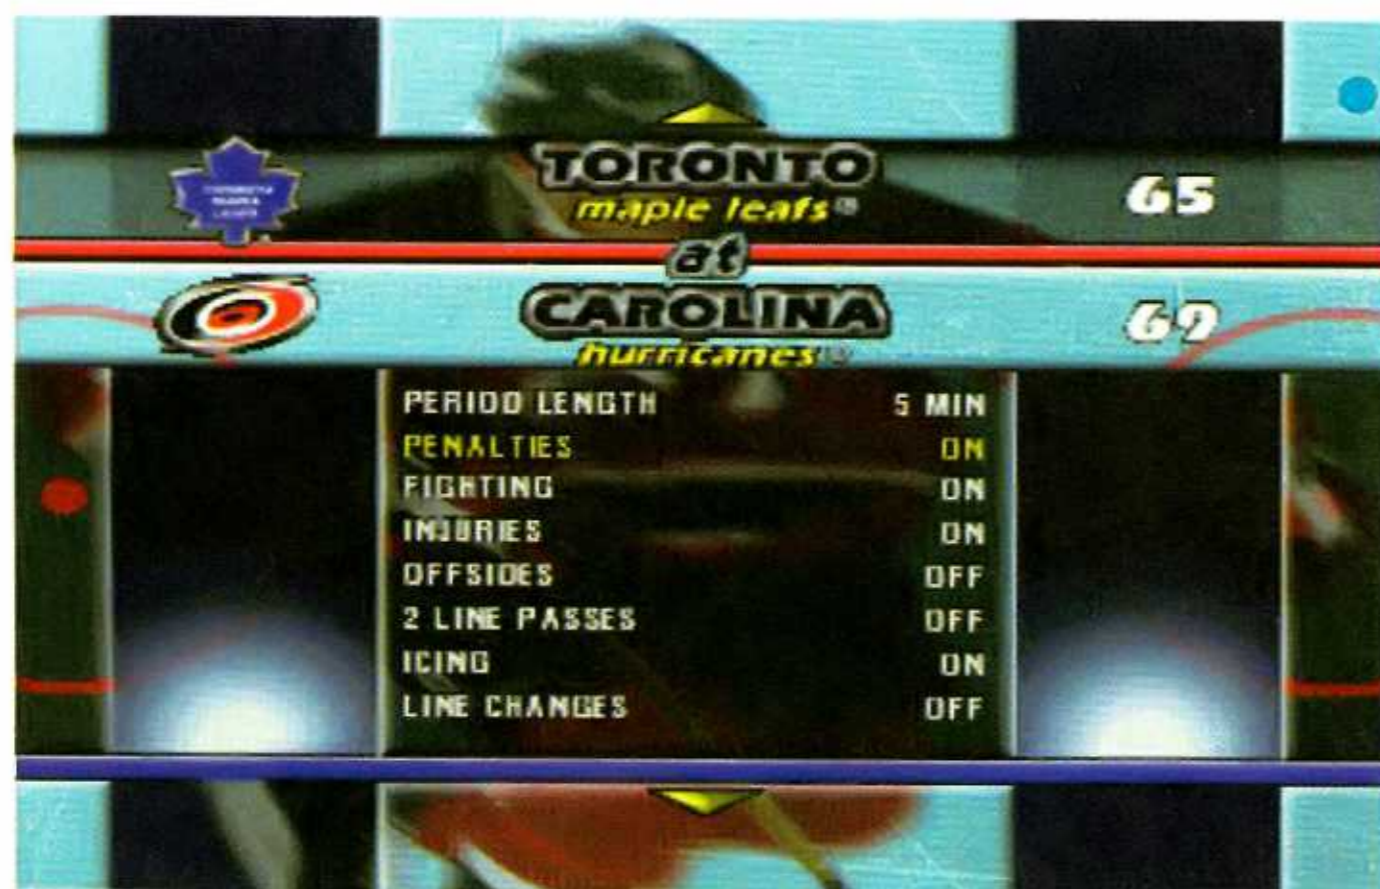 TORONTO 65
maple leafs®
at
CAROLINA 69
hurricanes®
PERIOD LENGTH 5 MIN
PENALTIES ON
FIGHTING ON
INJURIES ON
OFFSIDES OFF
2 LINE PASSES OFF
ICING ON
LINE CHANGES OFF